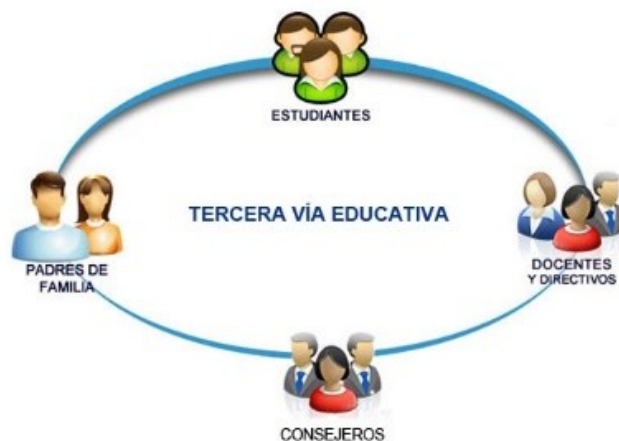 ESTUDIANTES
TERCERA VÍA EDUCATIVA
PADRES DE
FAMILIA
DOCENTES
Y DIRECTIVOS
CONSEJEROS